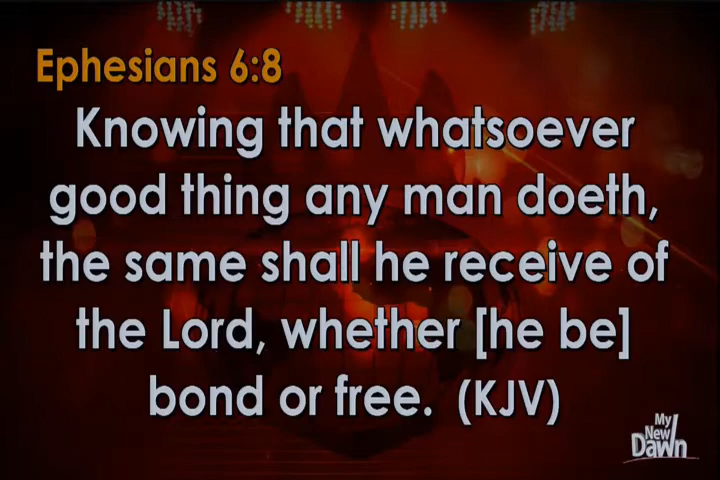 Ephesians 6:8
Knowing that whatsoever
good thing any man doeth,
the same shall he receive of
the Lord, whether [he be]
bond or free. (KJV)
My
New
Dawn